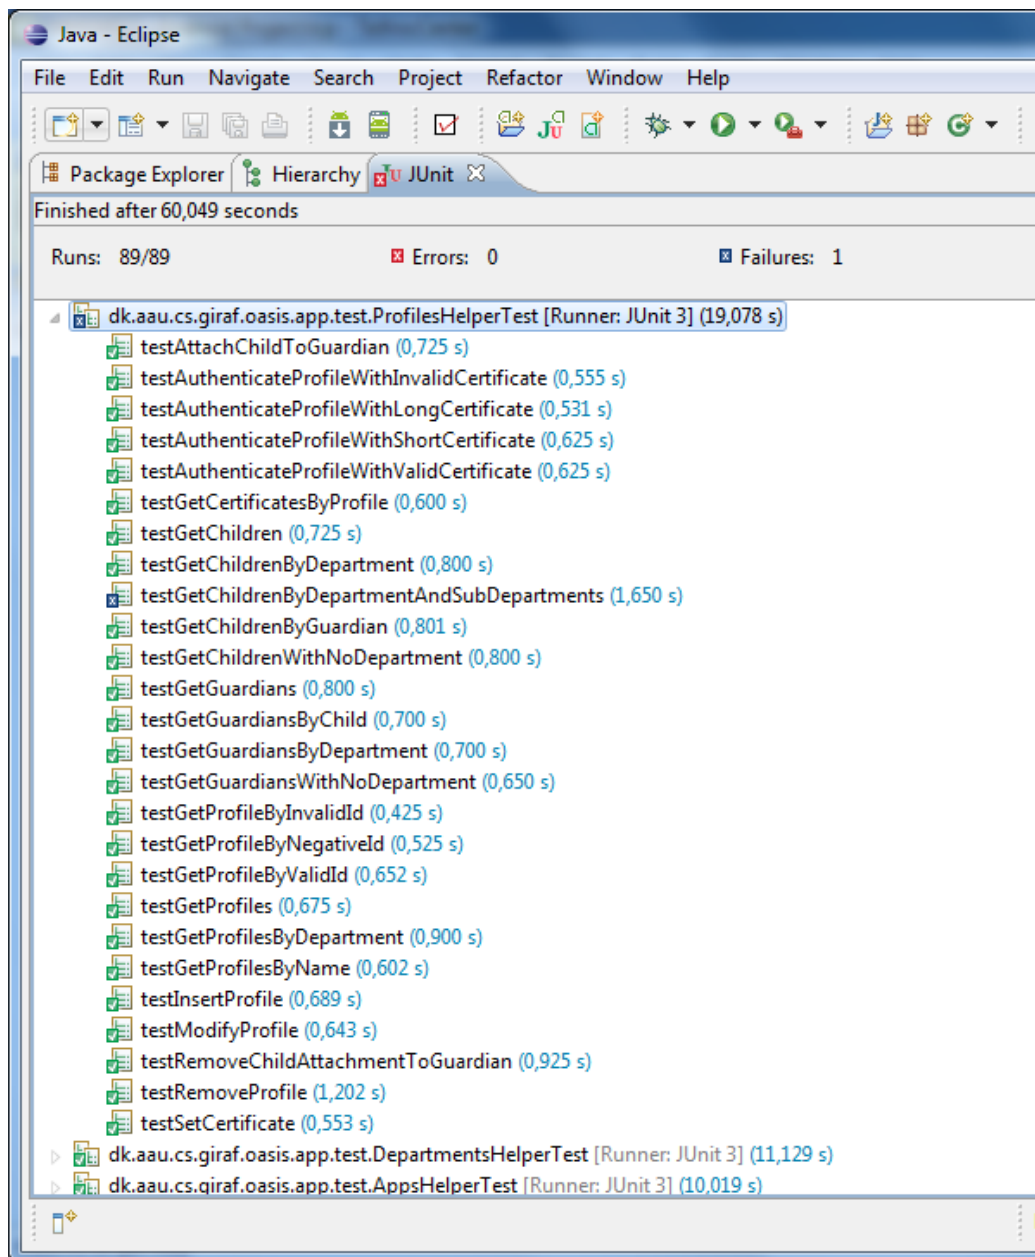 Java - Eclipse
File Edit Run Navigate Search Project Refactor Window Help
Package Explorer Hierarchy JUnit
Finished after 60,049 seconds
Runs: 89/89 Errors: 0 Failures: 1
dk.aau.cs.giraf.oasis.app.test.ProfilesHelperTest [Runner: JUnit 3] (19,078 s)
testAttachChildToGuardian (0,725 s)
testAuthenticateProfileWithInvalidCertificate (0,555 s)
testAuthenticateProfileWithLongCertificate (0,531 s)
testAuthenticateProfileWithShortCertificate (0,625 s)
testAuthenticateProfileWithValidCertificate (0,625 s)
testGetCertificatesByProfile (0,600 s)
testGetChildren (0,725 s)
testGetChildrenByDepartment (0,800 s)
testGetChildrenByDepartmentAndSubDepartments (1,650 s)
testGetChildrenByGuardian (0,801 s)
testGetChildrenWithNoDepartment (0,800 s)
testGetGuardians (0,800 s)
testGetGuardiansByChild (0,700 s)
testGetGuardiansByDepartment (0,700 s)
testGetGuardiansWithNoDepartment (0,650 s)
testGetProfileByInvalidId (0,425 s)
testGetProfileByNegativeId (0,525 s)
testGetProfileByValidId (0,652 s)
testGetProfiles (0,675 s)
testGetProfilesByDepartment (0,900 s)
testGetProfilesByName (0,602 s)
testInsertProfile (0,689 s)
testModifyProfile (0,643 s)
testRemoveChildAttachmentToGuardian (0,925 s)
testRemoveProfile (1,202 s)
testSetCertificate (0,553 s)
dk.aau.cs.giraf.oasis.app.test.DepartmentsHelperTest [Runner: JUnit 3] (11,129 s)
dk.aau.cs.giraf.oasis.app.test.AppsHelperTest [Runner: JUnit 3] (10,019 s)